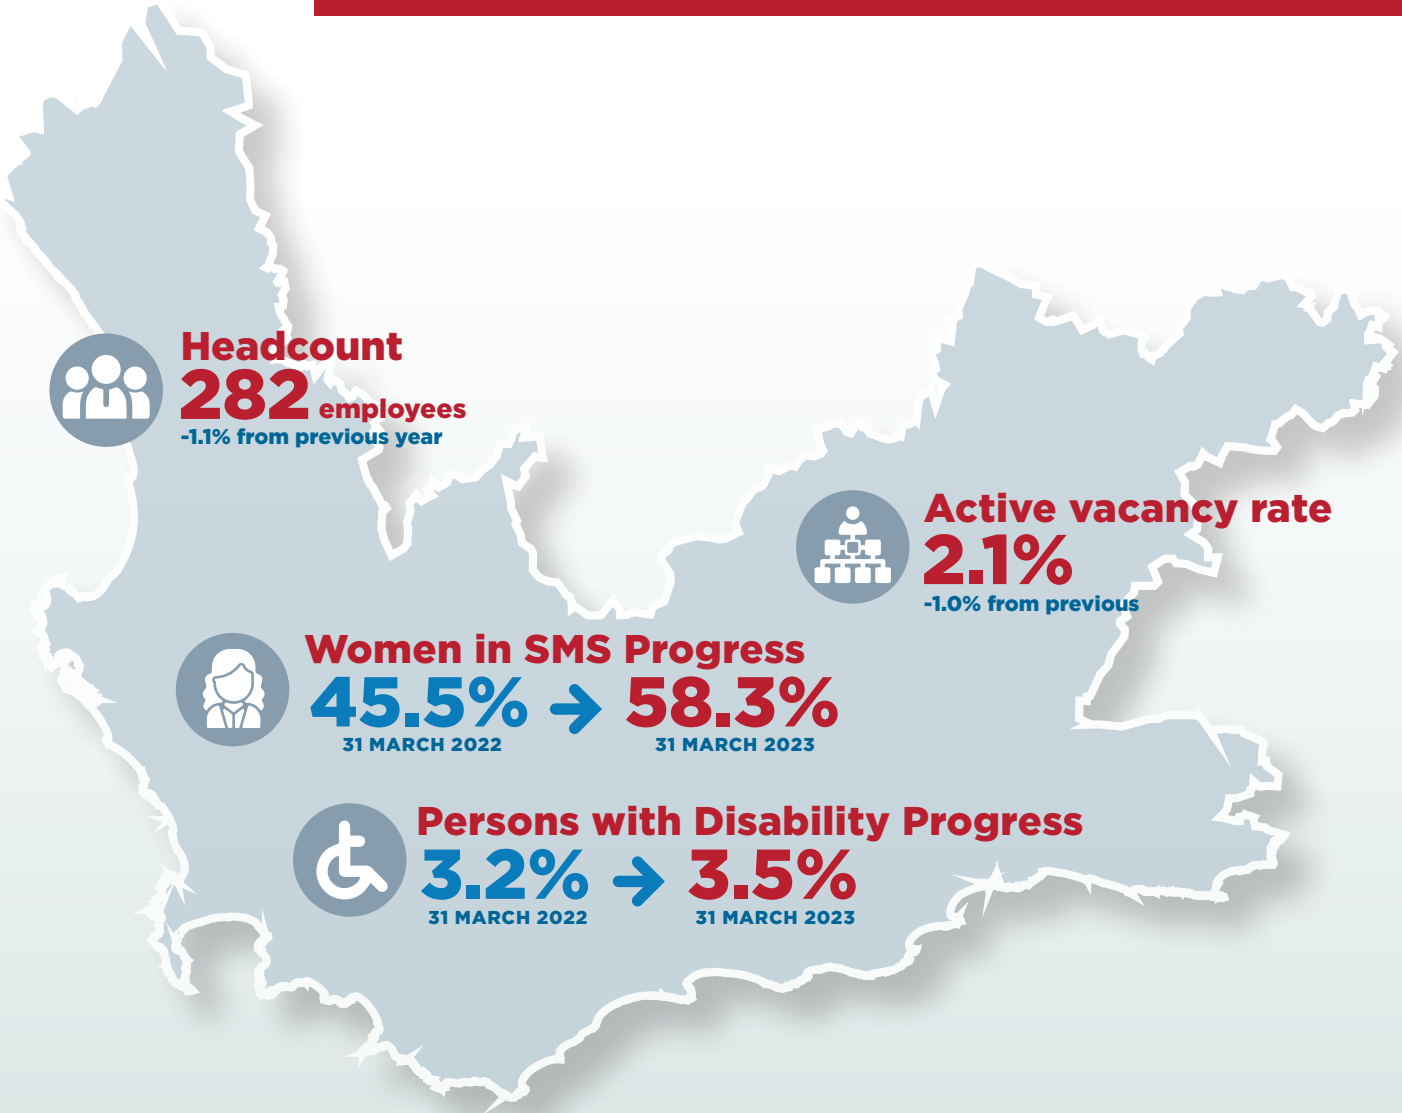 Headcount
282 employees
-1.1% from previous year
Active vacancy rate
2.1%
-1.0% from previous
Women in SMS Progress
45.5% → 58.3%
31 MARCH 2022 31 MARCH 2023
Persons with Disability Progress
3.2% → 3.5%
31 MARCH 2022 31 MARCH 2023